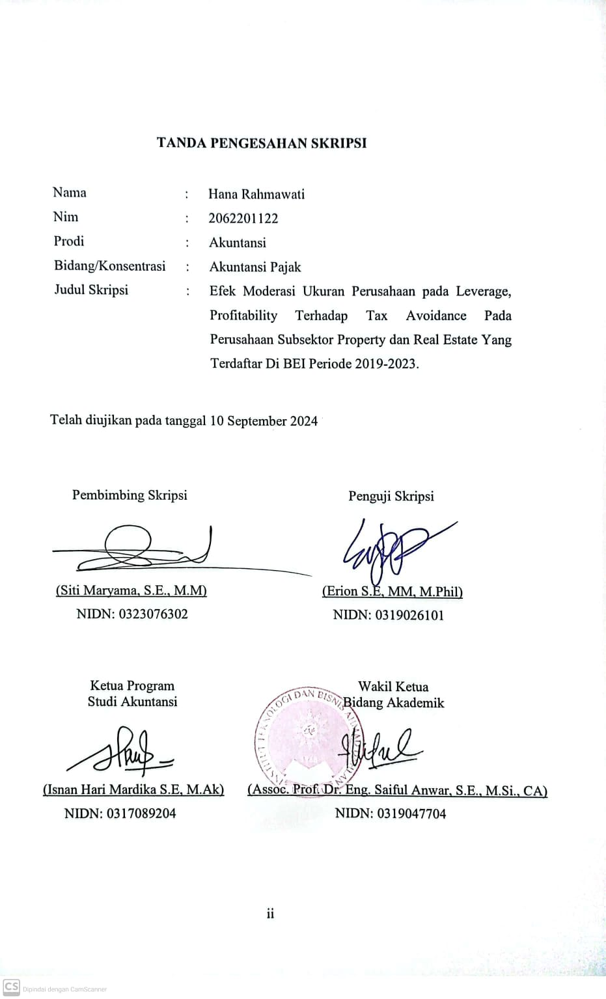 TANDA PENGESAHAN SKRIPSI
Nama : Hana Rahmawati
Nim : 2062201122
Prodi : Akuntansi
Bidang/Konsentrasi : Akuntansi Pajak
Judul Skripsi : Efek Moderasi Ukuran Perusahaan pada Leverage,
Profitability Terhadap Tax Avoidance Pada
Perusahaan Subsektor Property dan Real Estate Yang
Terdaftar Di BEI Periode 2019-2023.
Telah diujikan pada tanggal 10 September 2024
Pembimbing Skripsi
(Siti Maryama, S.E., M.M)
NIDN: 0323076302
Penguji Skripsi
(Erion S.E, MM, M.Phil)
NIDN: 0319026101
Ketua Program
Studi Akuntansi
(Isnan Hari Mardika S.E, M.Ak)
NIDN: 0317089204
Wakil Ketua
Bidang Akademik
INSTITUT TEKNOLOGI DAN BISNIS AHMAD
(Assoc. Prof. Dr. Eng. Saiful Anwar, S.E., M.Si., CA)
NIDN: 0319047704
ii
CS Dipindai dengan CamScanner